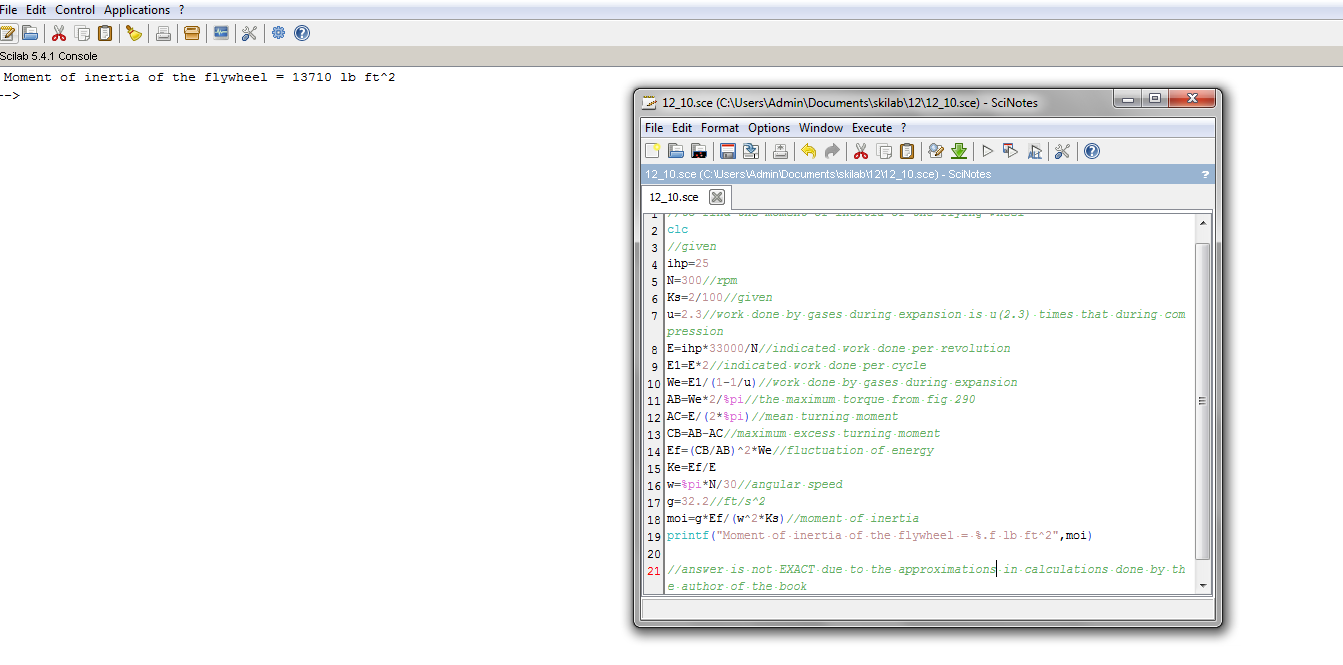 File Edit Control Applications ?
Scilab 5.4.1 Console
Moment of inertia of the flywheel = 13710 lb ft^2
-->
12_10.sce (C:\Users\Admin\Documents\skilab\12\12_10.sce) - SciNotes
File Edit Format Options Window Execute ?
12_10.sce (C:\Users\Admin\Documents\skilab\12\12_10.sce) - SciNotes ?
12_10.sce
1 //to find the moment of inertia of the flying wheel
2 clc
3 //given
4 ihp=25
5 N=300//rpm
6 Ks=2/100//given
7 u=2.3//work done by gases during expansion is u(2.3) times that during com
pression
8 E=ihp*33000/N//indicated work done per revolution
9 E1=E*2//indicated work done per cycle
10 We=E1/(1-1/u)//work done by gases during expansion
11 AB=We*2/%pi//the maximum torque from fig 290
12 AC=E/(2*%pi)//mean turning moment
13 CB=AB-AC//maximum excess turning moment
14 Ef=(CB/AB)^2*We//fluctuation of energy
15 Ke=Ef/E
16 w=%pi*N/30//angular speed
17 g=32.2//ft/s^2
18 moi=g*Ef/(w^2*Ks)//moment of inertia
19 printf("Moment of inertia of the flywheel = %.f lb ft^2",moi)
20
21 //answer is not EXACT due to the approximations in calculations done by th
e author of the book